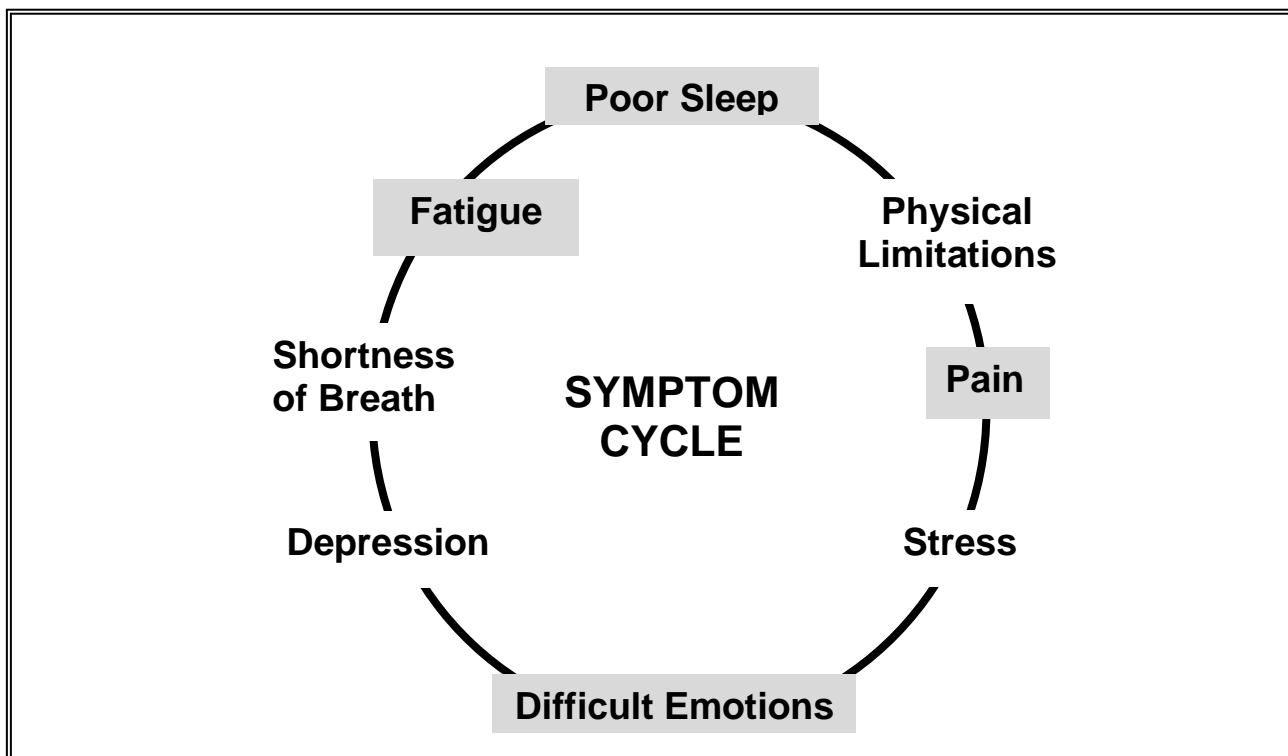 Poor Sleep
Fatigue
Physical
Limitations
Shortness
of Breath
SYMPTOM
CYCLE
Pain
Depression
Stress
Difficult Emotions